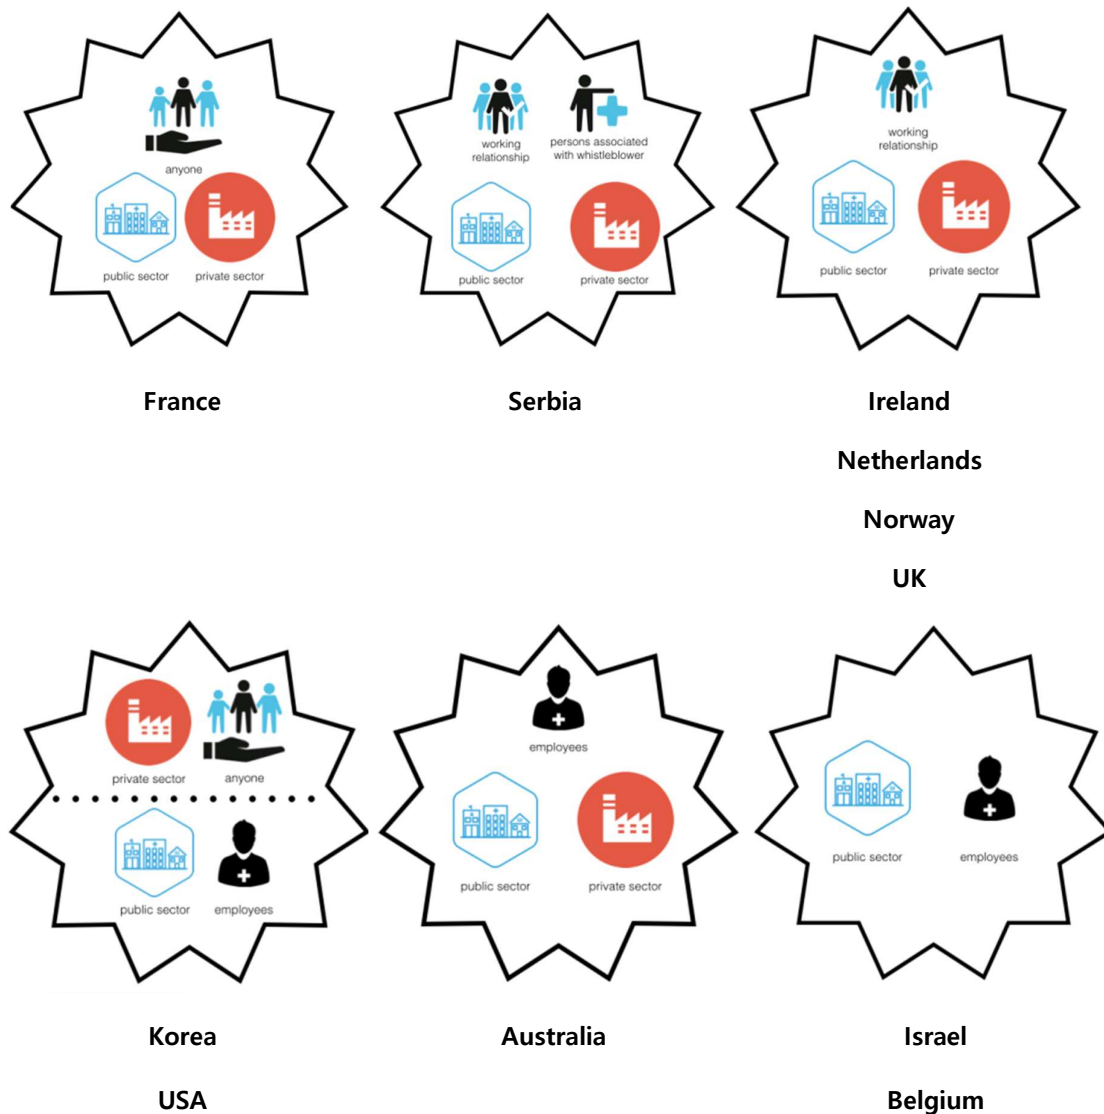 anyone
public sector
private sector
working
relationship
persons associated
with whistleblower
public sector
private sector
working
relationship
public sector
private sector
France
Serbia
Ireland
Netherlands
Norway
UK
private sector
anyone
public sector
employees
employees
public sector
private sector
public sector
employees
Korea
USA
Australia
Israel
Belgium